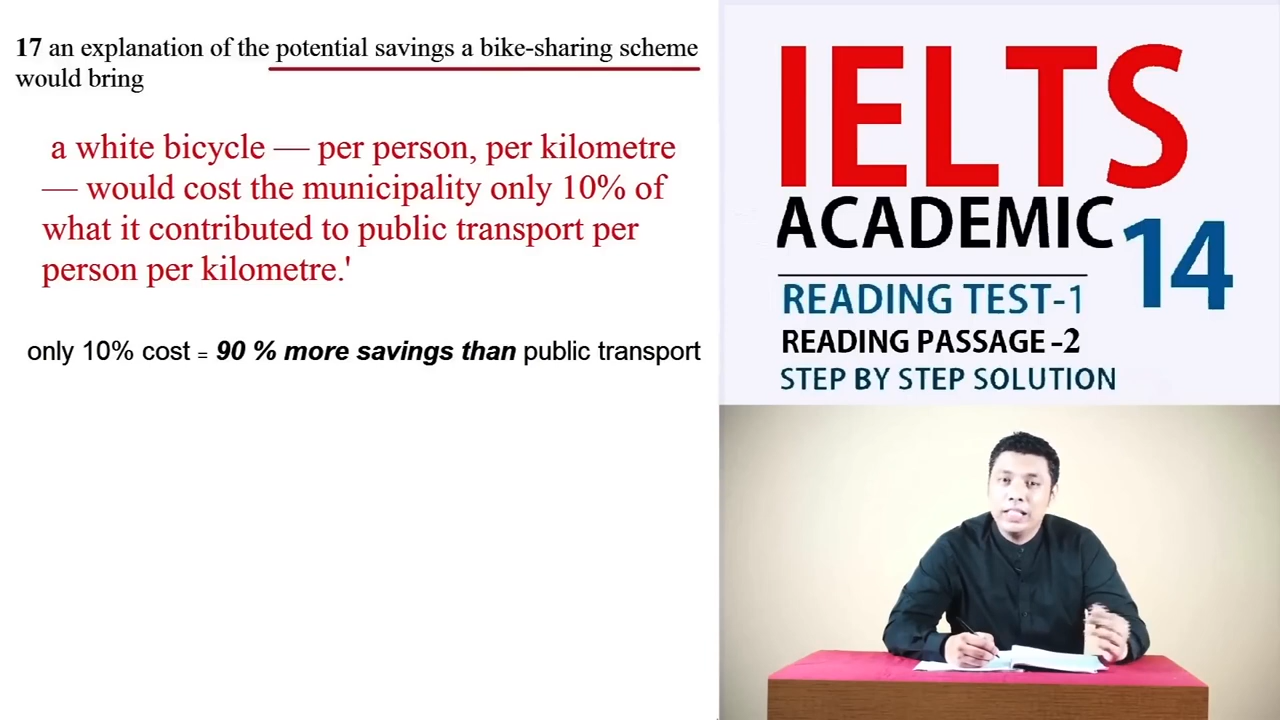 17 an explanation of the potential savings a bike-sharing scheme
would bring
a white bicycle — per person, per kilometre
— would cost the municipality only 10% of
what it contributed to public transport per
person per kilometre.'
only 10% cost = 90 % more savings than public transport
IELTS
ACADEMIC 14
READING TEST-1
READING PASSAGE-2
STEP BY STEP SOLUTION